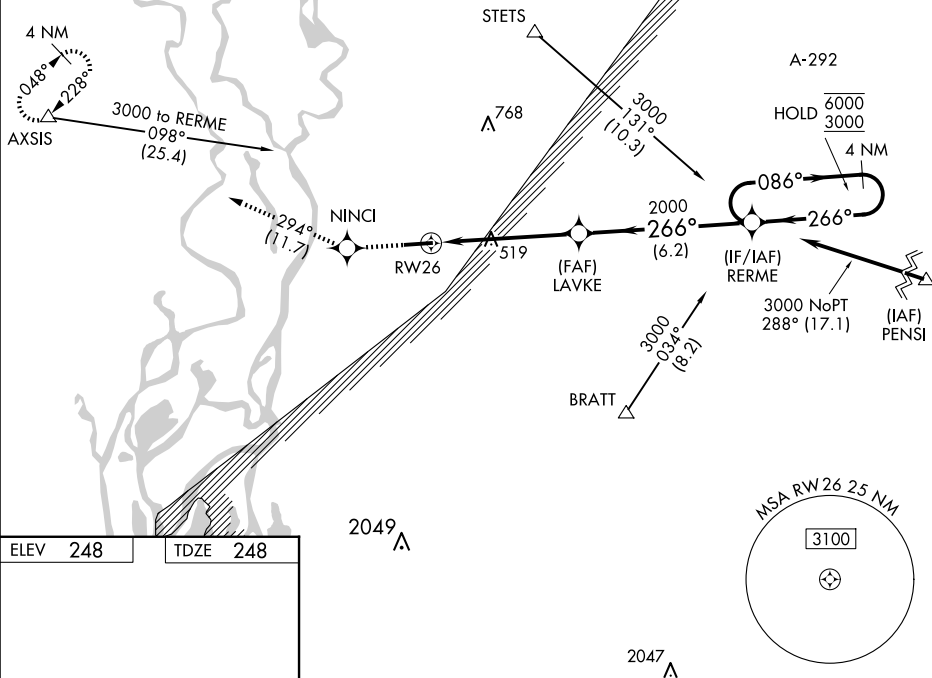 4 NM
048°
228°
AXSIS
3000 to RERME
098°
(25.4)
STETS
3000
131°
(10.3)
768
A-292
HOLD 6000
3000
4 NM
086°
266°
294°
(11.7)
NINCI
RW26
519
(FAF)
LAVKE
2000
266°
(6.2)
(IF/IAF)
RERME
3000 NoPT
288° (17.1)
(IAF)
PENSI
3000
034°
(8.2)
BRATT
ELEV 248
TDZE 248
2049
MSA RW26 25 NM
3100
2047